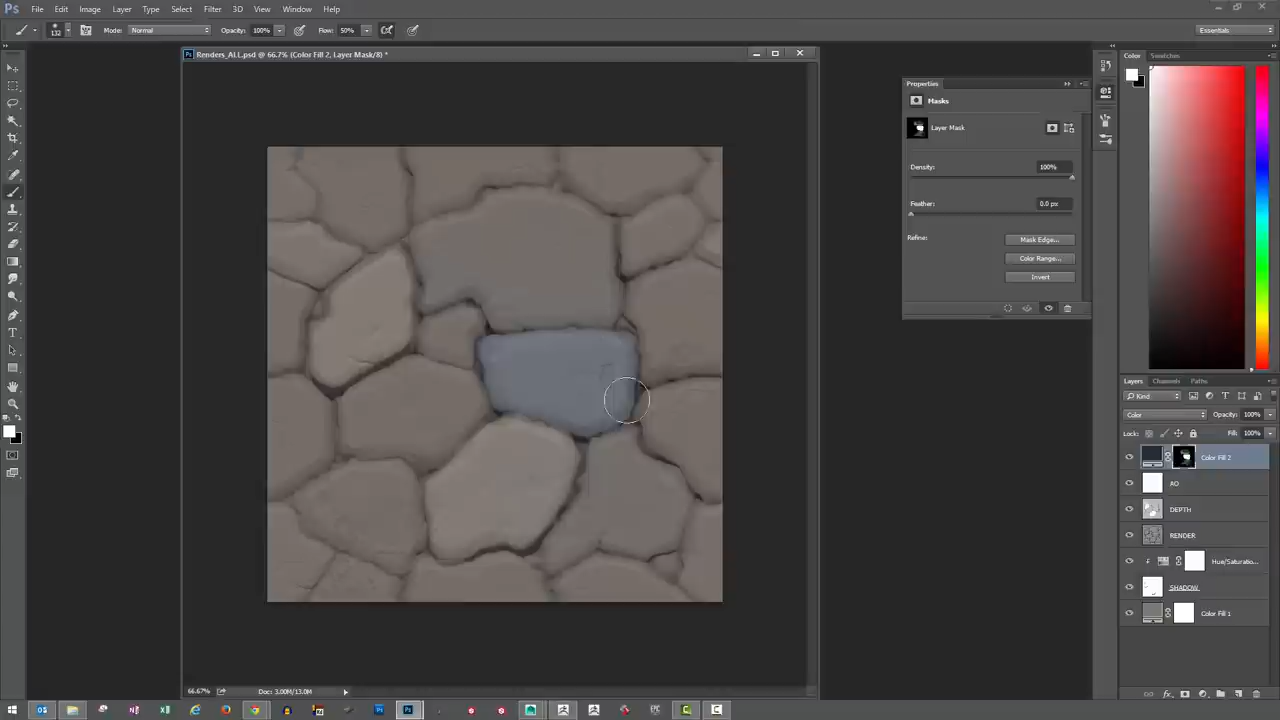 Ps File Edit Image Layer Type Select Filter 3D View Window Help
132 Mode: Normal Opacity: 100% Flow: 50% Essentials
Renders_ALL.psd @ 66.7% (Color Fill 2, Layer Mask/8) *
Color Swatches
Properties
Masks
Layer Mask
Density: 100%
Feather: 0.0 px
Refine: Mask Edge...
Color Range...
Invert
Layers Channels Paths
Kind
Color Opacity: 100%
Lock: Fill: 100%
Color Fill 2
AO
DEPTH
RENDER
Hue/Saturatio...
SHADOW
Color Fill 1
66.67% Doc: 3.00M/13.0M